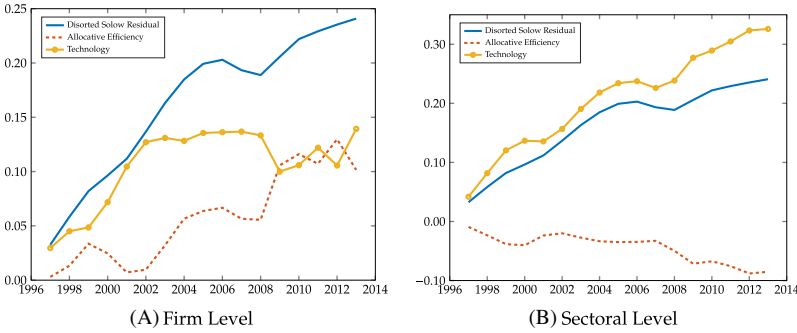 0.25
0.20
0.15
0.10
0.05
0.00
Disorted Solow Residual
Allocative Efficiency
Technology
1996 1998 2000 2002 2004 2006 2008 2010 2012 2014
(A) Firm Level
0.30
0.20
0.10
0.00
−0.10
Disorted Solow Residual
Allocative Efficiency
Technology
1996 1998 2000 2002 2004 2006 2008 2010 2012 2014
(B) Sectoral Level